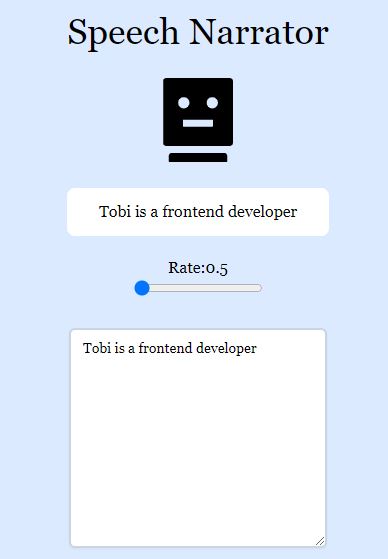 Speech Narrator
Tobi is a frontend developer
Rate:0.5
Tobi is a frontend developer